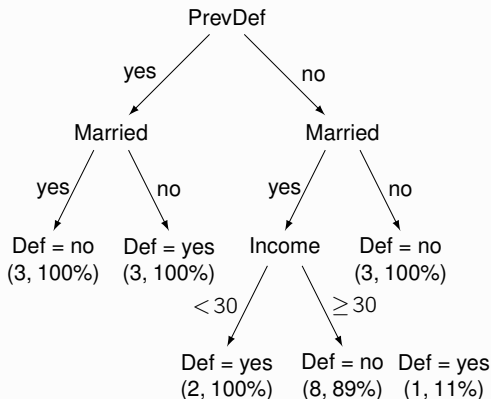 PrevDef
yes
no
Married
Married
yes
no
yes
no
Def = no
(3, 100%)
Def = yes
(3, 100%)
Income
Def = no
(3, 100%)
< 30
≥ 30
Def = yes
(2, 100%)
Def = no
(8, 89%)
Def = yes
(1, 11%)